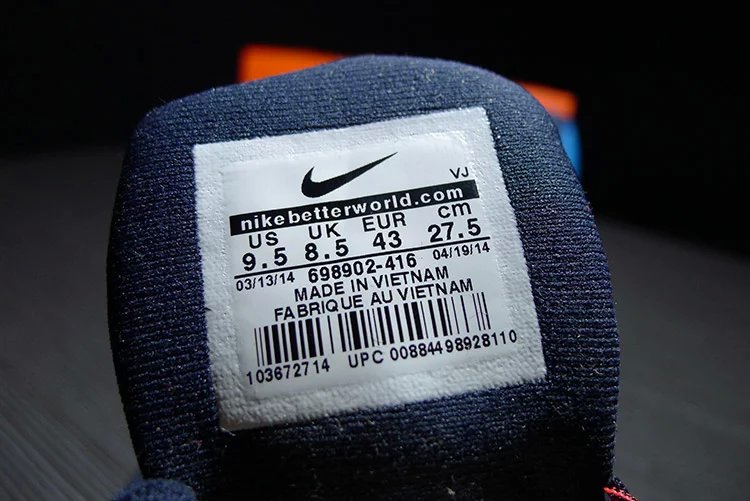 VJ
nikebetterworld.com
US UK EUR cm
9.5 8.5 43 27.5
03/13/14 698902-416 04/19/14
MADE IN VIETNAM
FABRIQUE AU VIETNAM
103672714 UPC 00884498928110